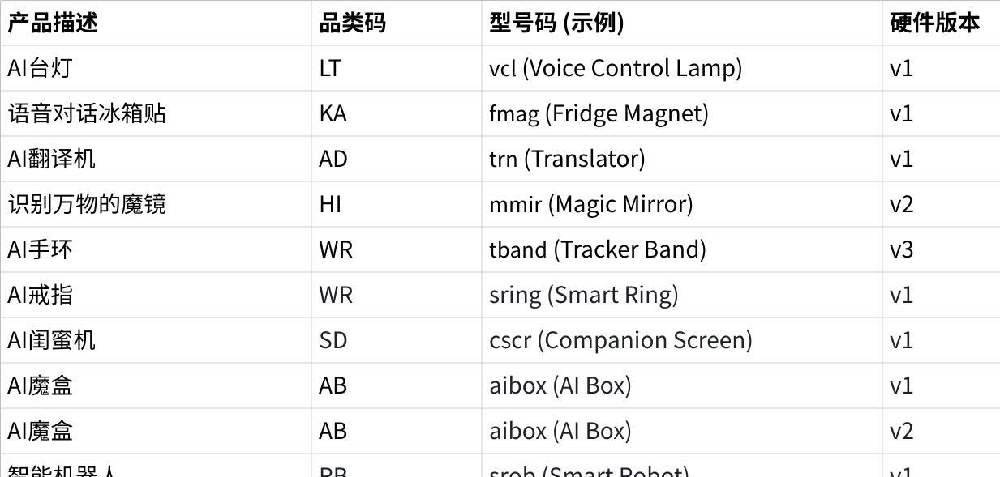 产品描述 品类码 型号码 (示例) 硬件版本
AI台灯 LT vcl (Voice Control Lamp) v1
语音对话冰箱贴 KA fmag (Fridge Magnet) v1
AI翻译机 AD trn (Translator) v1
识别万物的魔镜 HI mmir (Magic Mirror) v2
AI手环 WR tband (Tracker Band) v3
AI戒指 WR sring (Smart Ring) v1
AI闺蜜机 SD cscr (Companion Screen) v1
AI魔盒 AB aibox (AI Box) v1
AI魔盒 AB aibox (AI Box) v2
智能机器人 RB srob (Smart Robot) v1